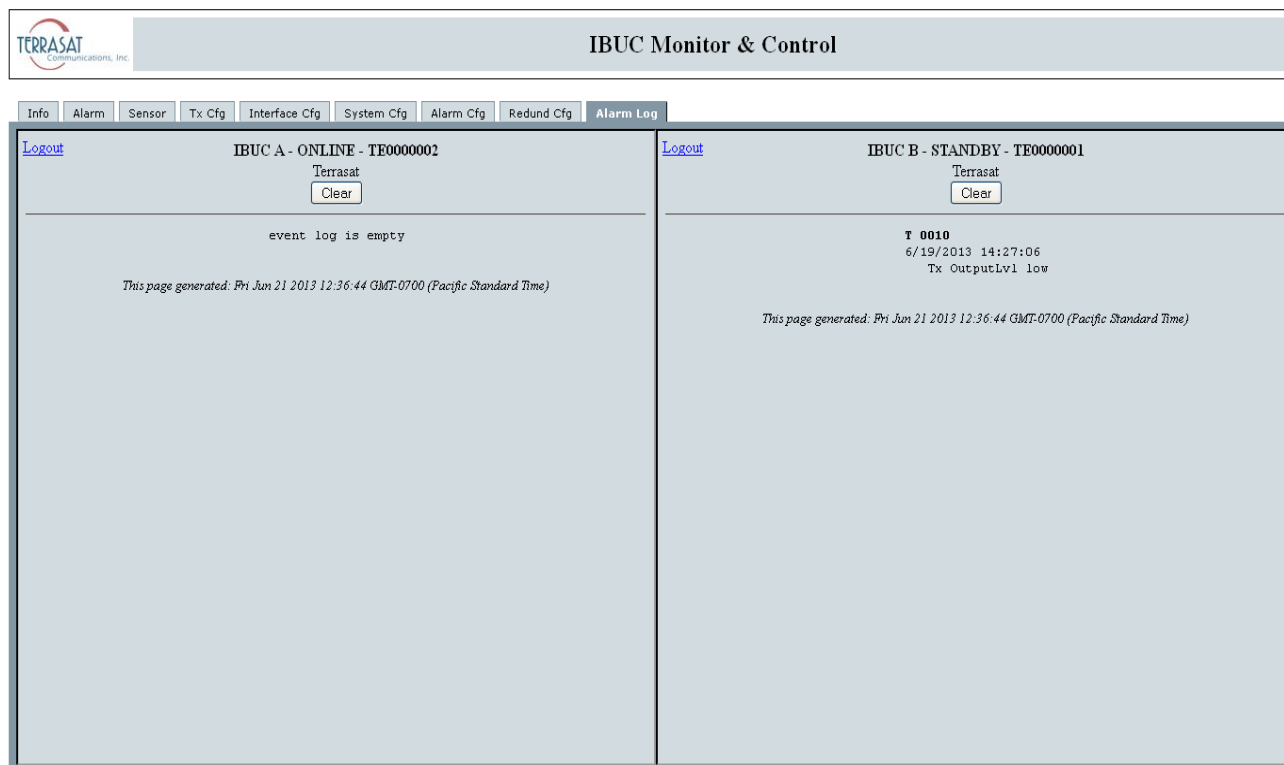 TERRASAT
Communications, Inc.
IBUC Monitor & Control
Info Alarm Sensor Tx Cfg Interface Cfg System Cfg Alarm Cfg Redund Cfg Alarm Log
Logout
IBUC A - ONLINE - TE0000002
Terrasat
Clear
event log is empty
This page generated: Fri Jun 21 2013 12:36:44 GMT-0700 (Pacific Standard Time)
Logout
IBUC B - STANDBY - TE0000001
Terrasat
Clear
T 0010
6/19/2013 14:27:06
Tx OutputLvl low
This page generated: Fri Jun 21 2013 12:36:44 GMT-0700 (Pacific Standard Time)